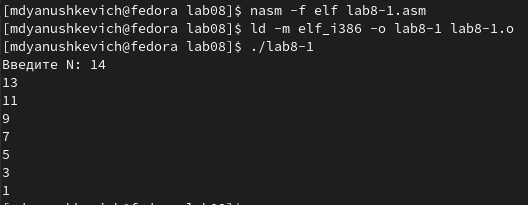 [mdyanushkevich@fedora lab08]$ nasm -f elf lab8-1.asm
[mdyanushkevich@fedora lab08]$ ld -m elf_i386 -o lab8-1 lab8-1.o
[mdyanushkevich@fedora lab08]$ ./lab8-1
Введите N: 14
13
11
9
7
5
3
1